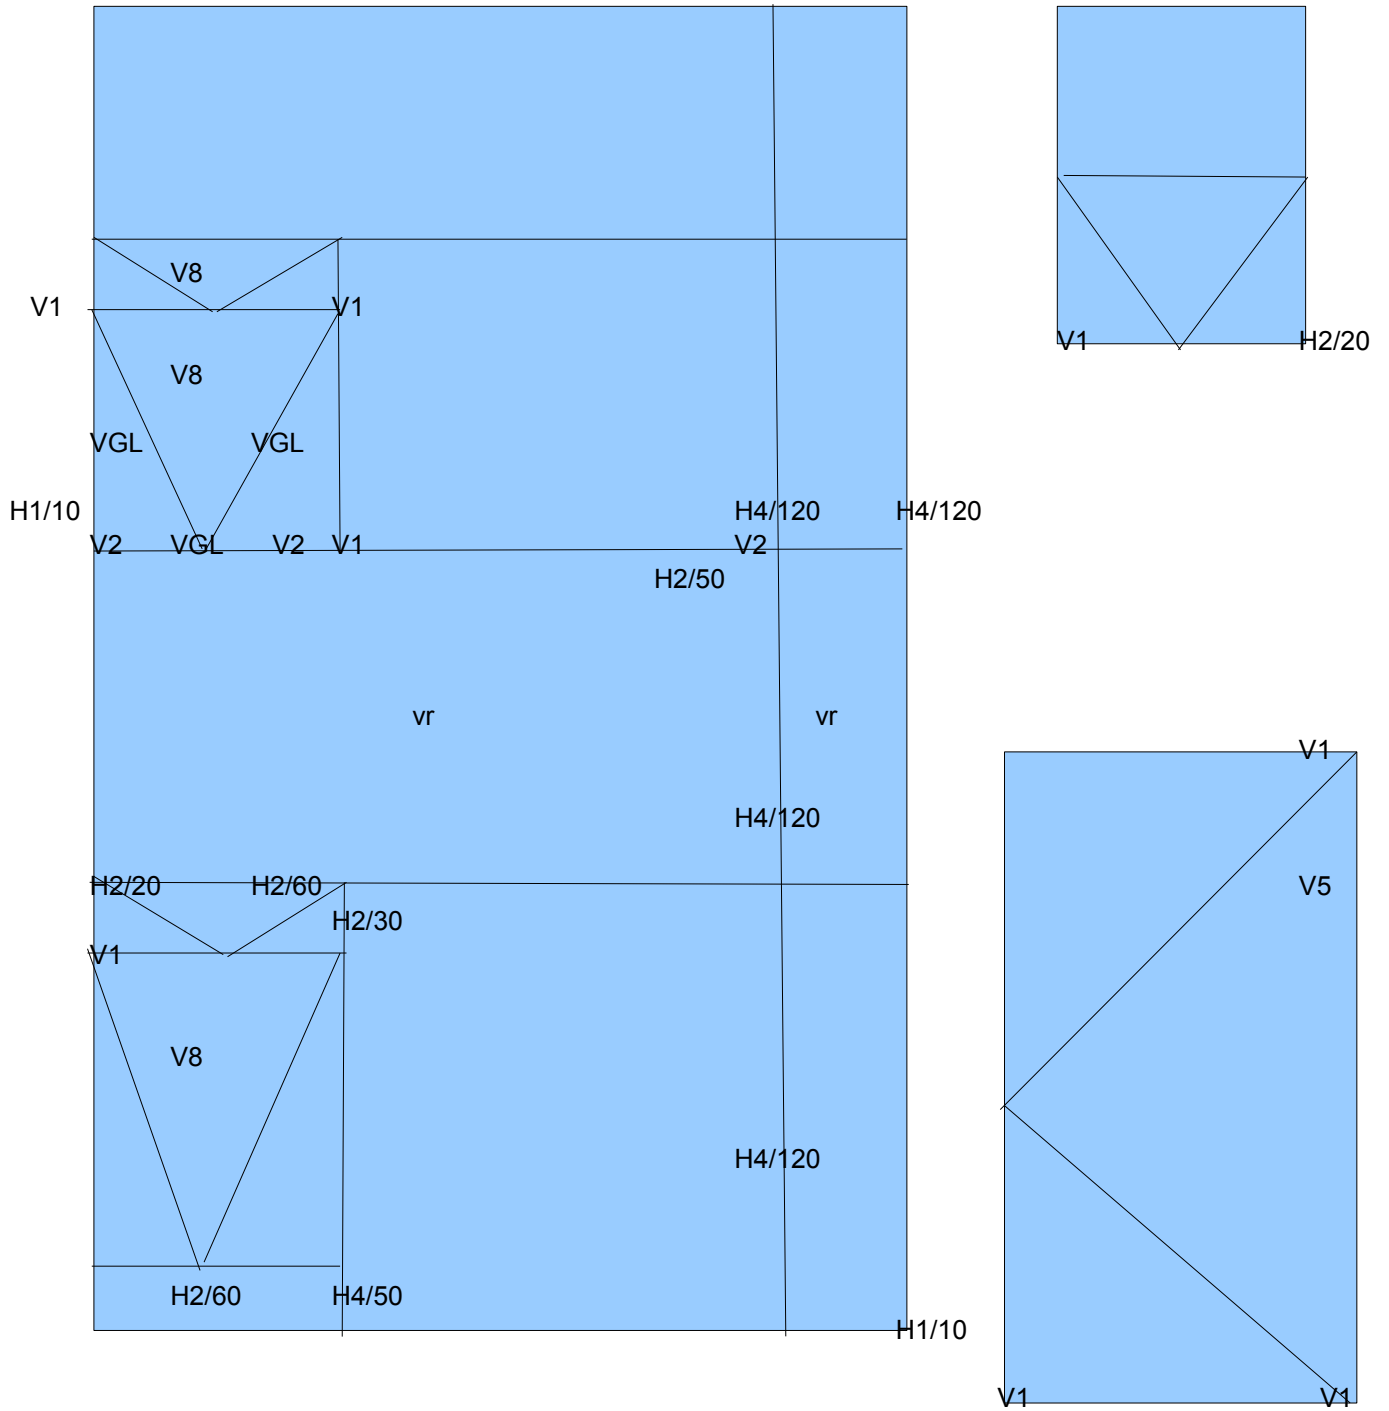 V8
V1 V1
V1 H2/20
V8
VGL VGL
H1/10 H4/120 H4/120
V2 VGL V2 V1 V2
H2/50
vr vr
V1
H4/120
H2/20 H2/60 V5
H2/30
V1
V8
H4/120
H2/60 H4/50
H1/10
V1 V1